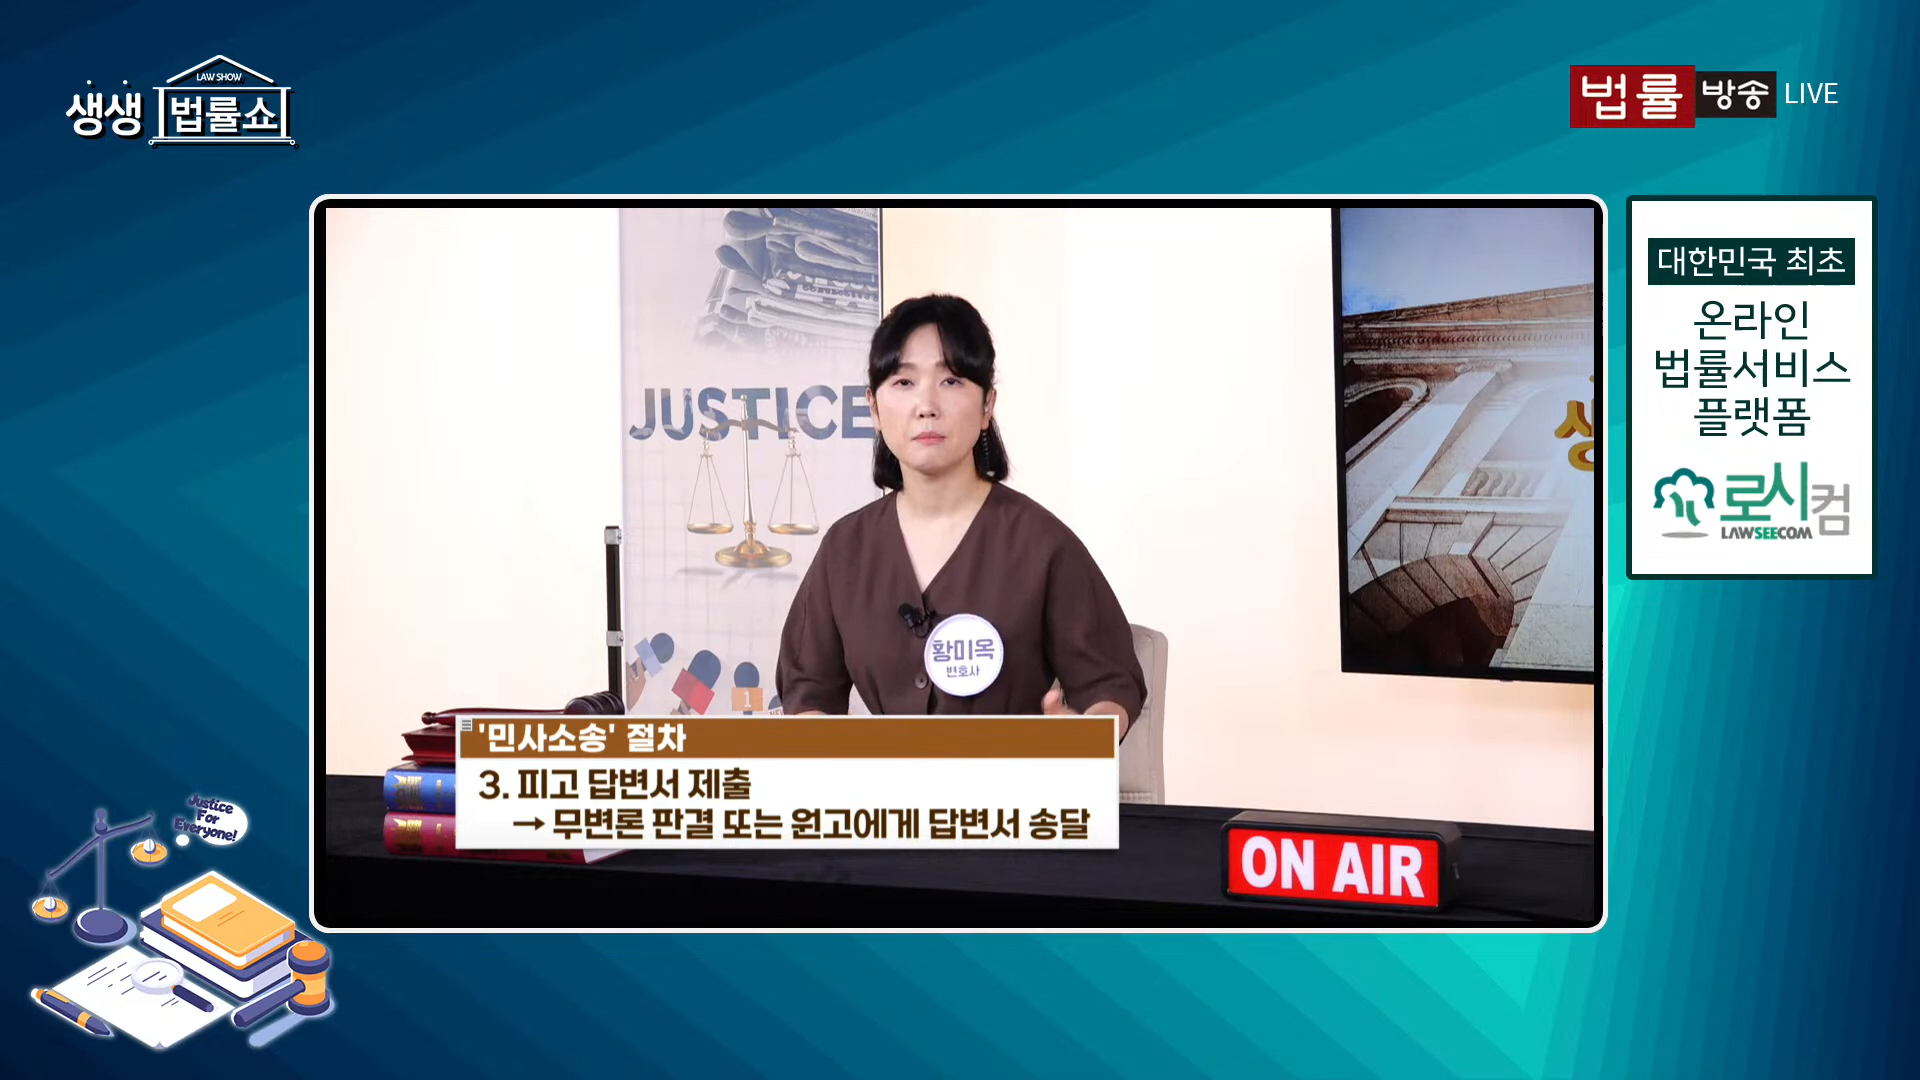 LAW SHOW
생생 법률쇼
법률방송 LIVE
대한민국 최초
온라인
법률서비스
플랫폼
로시컴
LAWSEECOM
JUSTICE
생
황미옥
변호사
1
'민사소송' 절차
3. 피고 답변서 제출
→ 무변론 판결 또는 원고에게 답변서 송달
ON AIR
Justice
For
Everyone!